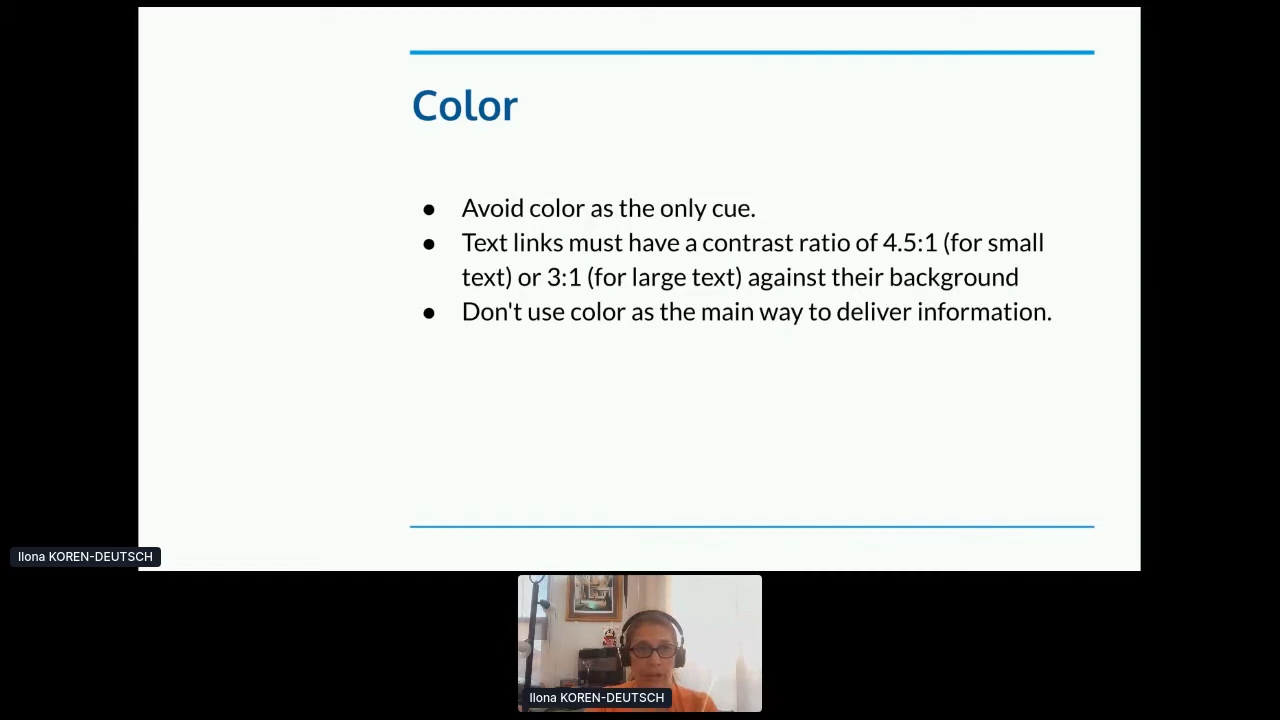 Color
● Avoid color as the only cue.
● Text links must have a contrast ratio of 4.5:1 (for small
text) or 3:1 (for large text) against their background
● Don't use color as the main way to deliver information.
Ilona KOREN-DEUTSCH
Ilona KOREN-DEUTSCH